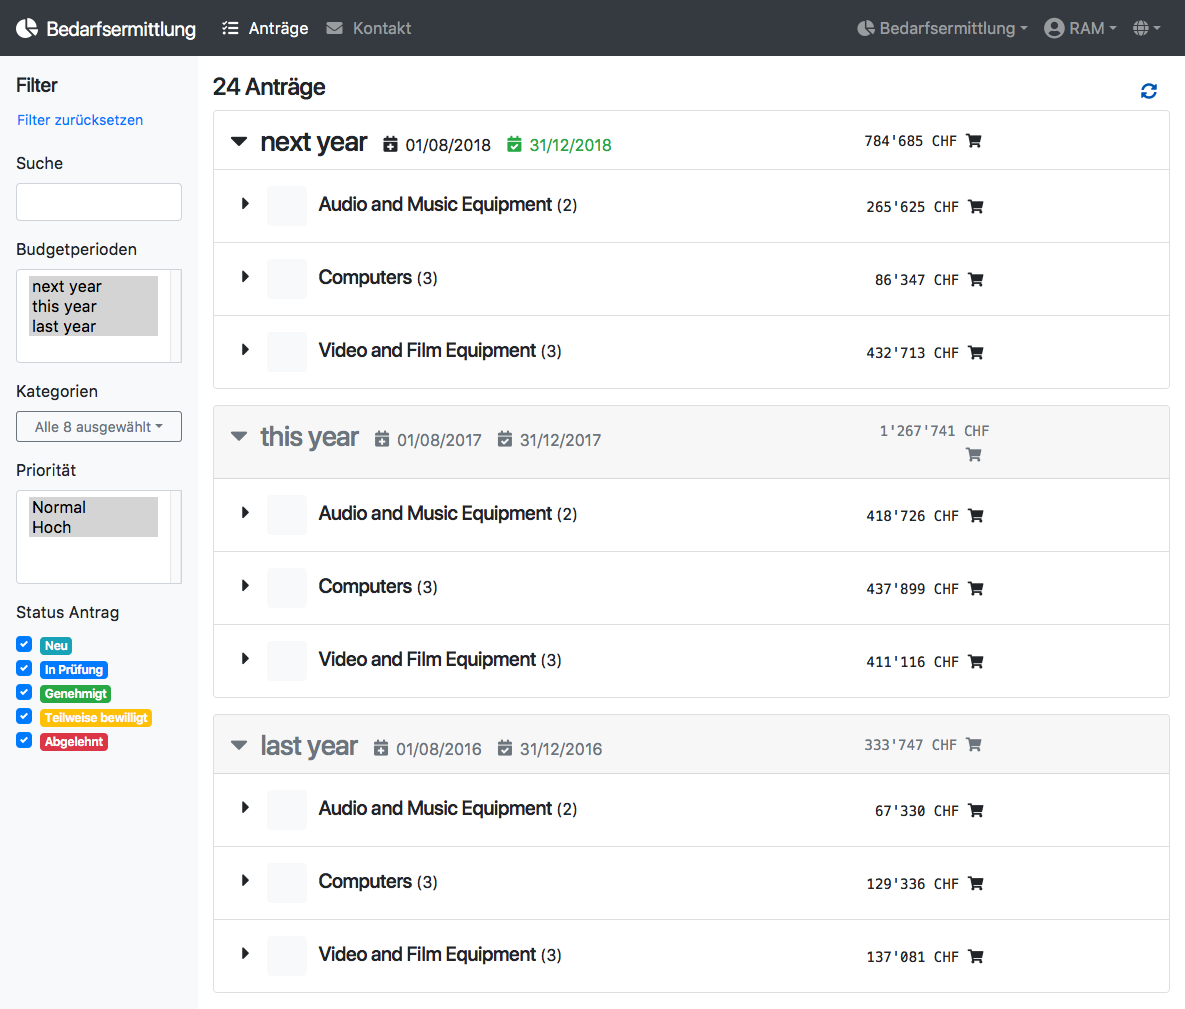 Bedarfsermittlung Anträge Kontakt Bedarfsermittlung RAM
Filter
Filter zurücksetzen
Suche
Budgetperioden
next year
this year
last year
Kategorien
Alle 8 ausgewählt
Priorität
Normal
Hoch
Status Antrag
Neu
In Prüfung
Genehmigt
Teilweise bewilligt
Abgelehnt
24 Anträge
next year 01/08/2018 31/12/2018 784'685 CHF
Audio and Music Equipment (2) 265'625 CHF
Computers (3) 86'347 CHF
Video and Film Equipment (3) 432'713 CHF
this year 01/08/2017 31/12/2017 1'267'741 CHF
Audio and Music Equipment (2) 418'726 CHF
Computers (3) 437'899 CHF
Video and Film Equipment (3) 411'116 CHF
last year 01/08/2016 31/12/2016 333'747 CHF
Audio and Music Equipment (2) 67'330 CHF
Computers (3) 129'336 CHF
Video and Film Equipment (3) 137'081 CHF